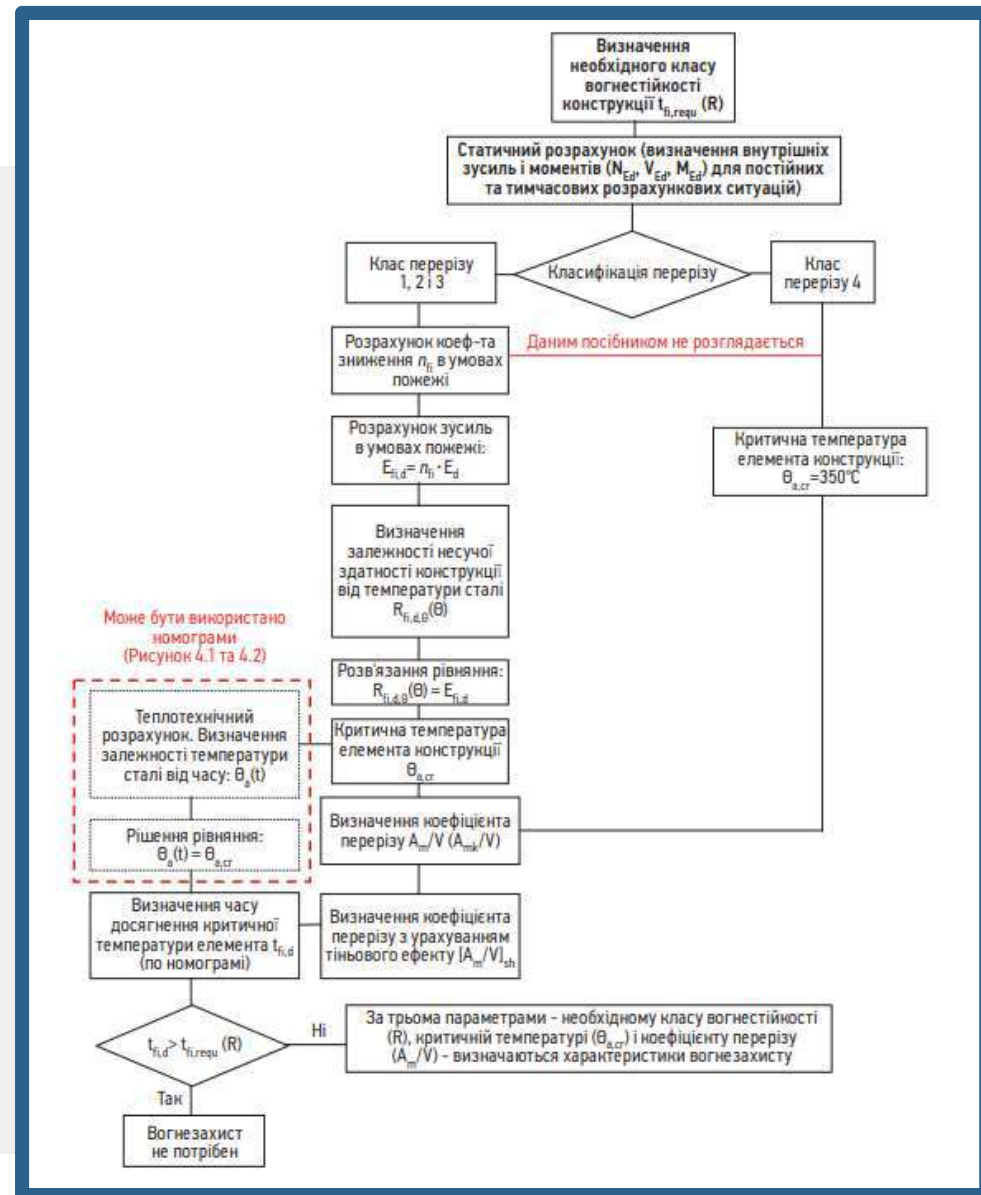 Визначення
необхідного класу
вогнестійкості
конструкції t_fi,requ (R)
Статичний розрахунок (визначення внутрішніх
зусиль і моментів (N_Ed, V_Ed, M_Ed) для постійних
та тимчасових розрахункових ситуацій)
Клас перерізу
1, 2 і 3
Класифікація перерізу
Клас
перерізу 4
Розрахунок коеф-та
зниження n_fi в умовах
пожежі
Даним посібником не розглядається
Розрахунок зусиль
в умовах пожежі:
E_fi,d = n_fi · E_d
Критична температура
елемента конструкції:
θ_a,cr=350°C
Визначення
залежності несучої
здатності конструкції
від температури сталі
R_fi,d,θ(θ)
Може бути використано
номограми
(Рисунок 4.1 та 4.2)
Розв'язання рівняння:
R_fi,d,θ(θ) = E_fi,d
Теплотехнічний
розрахунок. Визначення
залежності температури
сталі від часу: θ_a(t)
Критична температура
елемента конструкції
θ_a,cr
Рішення рівняння:
θ_a(t) = θ_a,cr
Визначення коефіцієнта
перерізу A_m/V (A_mk/V)
Визначення часу
досягнення критичної
температури елемента t_fi,d
(по номограмі)
Визначення коефіцієнта
перерізу з урахуванням
тіньового ефекту [A_m/V]_sh
t_fi,d > t_fi,requ (R)
Ні
За трьома параметрами - необхідному класу вогнестійкості
(R), критичній температурі (θ_a,cr) і коефіцієнту перерізу
(A_m/V) - визначаються характеристики вогнезахисту
Так
Вогнезахист
не потрібен